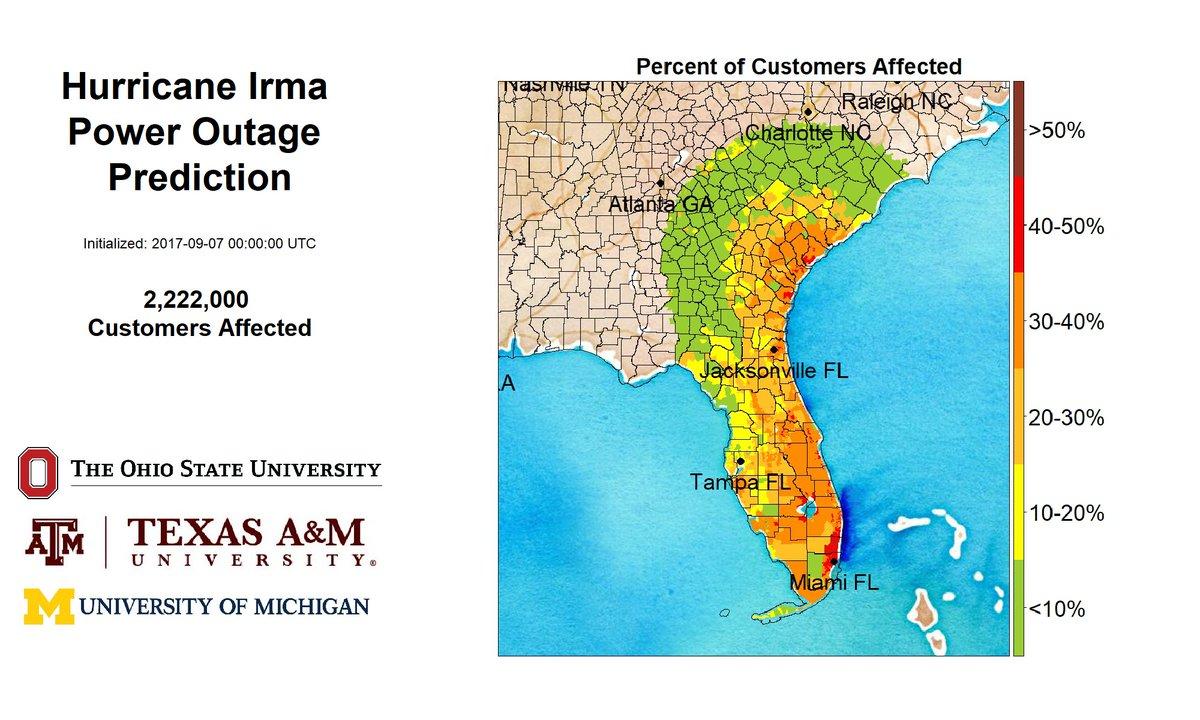 Hurricane Irma
Power Outage
Prediction
Initialized: 2017-09-07 00:00:00 UTC
2,222,000
Customers Affected
THE OHIO STATE UNIVERSITY
TEXAS A&M
UNIVERSITY®
UNIVERSITY OF MICHIGAN
Percent of Customers Affected
Nashville TN
Raleigh NC
Charlotte NC
Atlanta GA
Jacksonville FL
A
Tampa FL
Miami FL
>50%
40-50%
30-40%
20-30%
10-20%
<10%